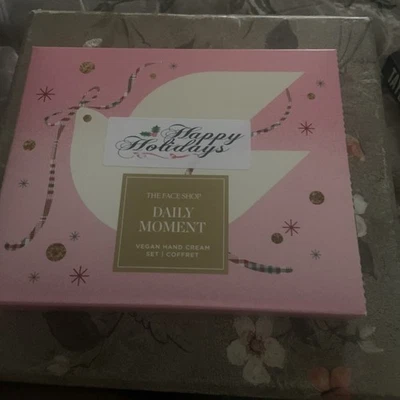 Happy
Holidays
THE FACE SHOP
DAILY
MOMENT
VEGAN HAND CREAM
SET | COFFRET